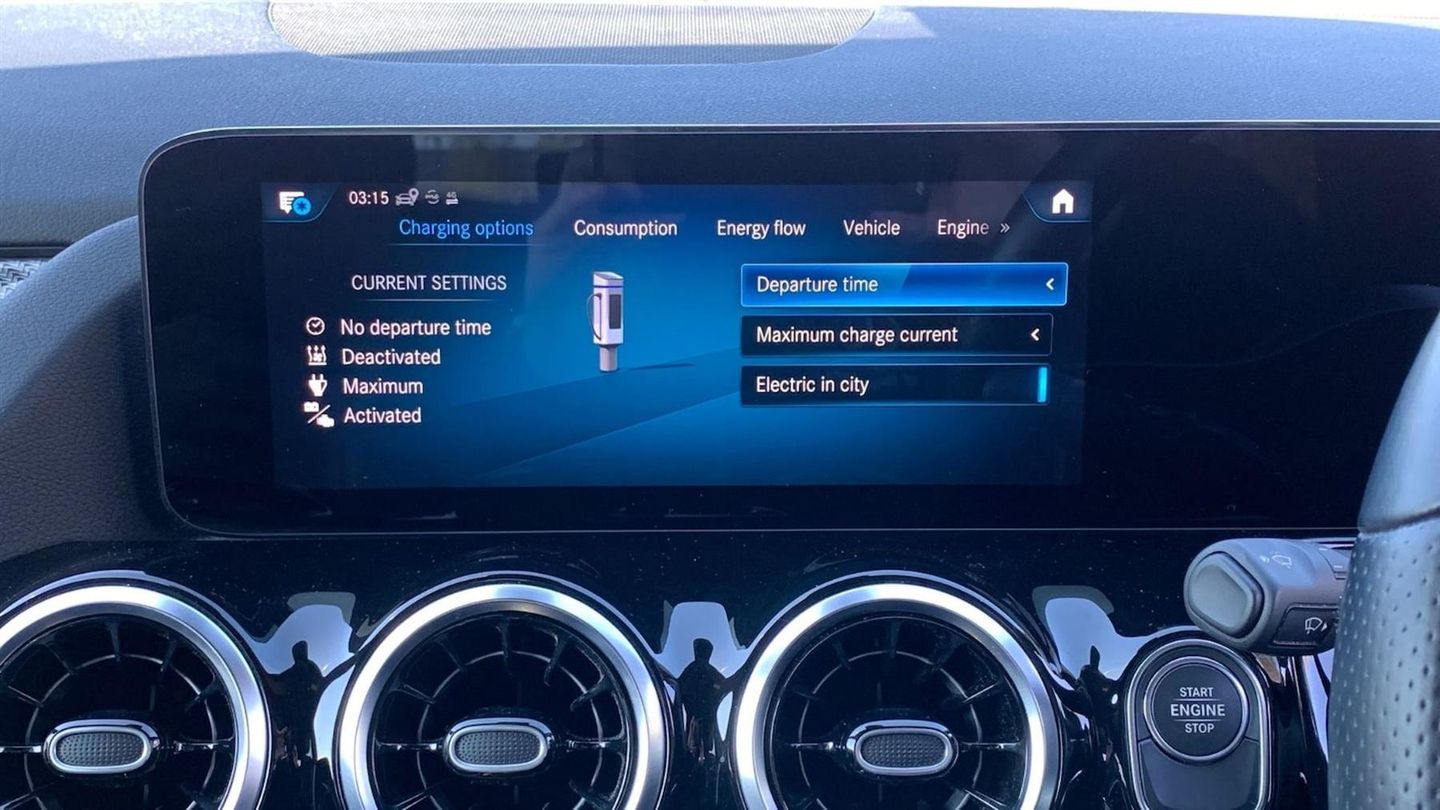 03:15 4G
Charging options Consumption Energy flow Vehicle Engine »
CURRENT SETTINGS
No departure time
Deactivated
Maximum
Activated
Departure time
Maximum charge current
Electric in city
START
ENGINE
STOP